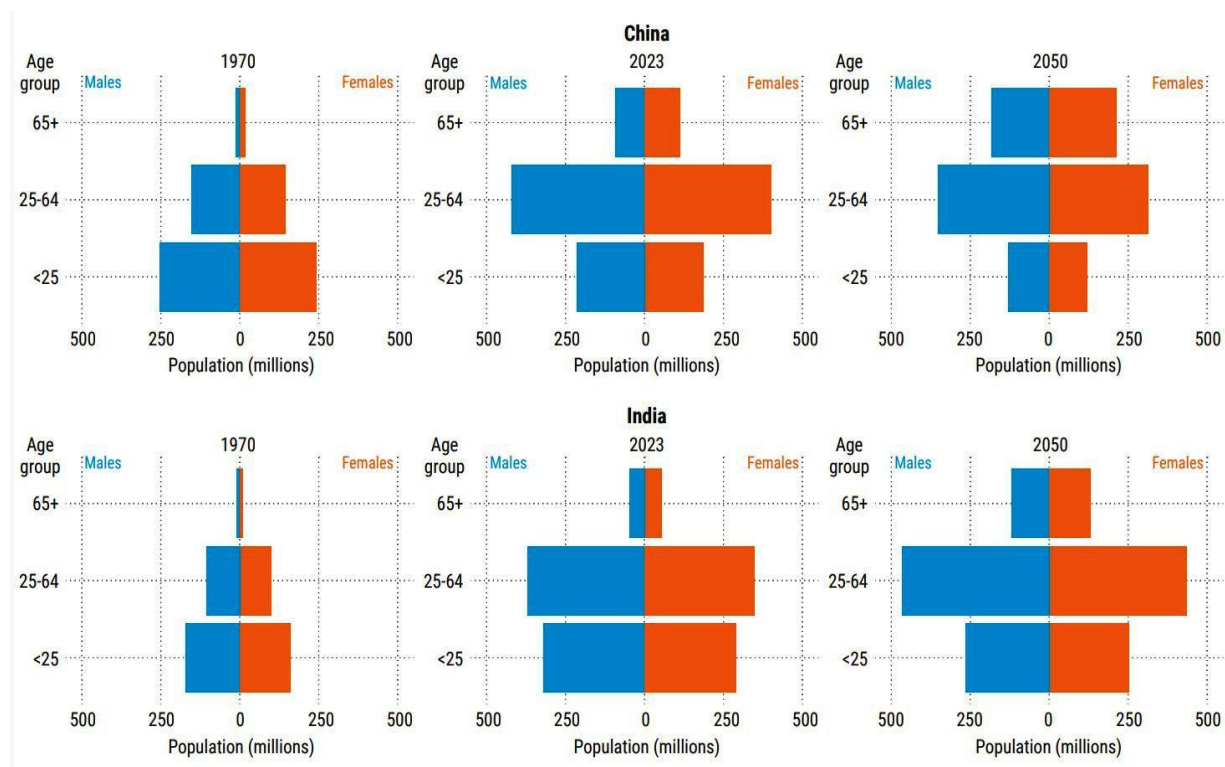 China
Age group 1970 Age group 2023 Age group 2050
Males Females Males Females Males Females
65+ 65+ 65+
25-64 25-64 25-64
<25 <25 <25
500 250 0 250 500 500 250 0 250 500 500 250 0 250 500
Population (millions) Population (millions) Population (millions)
India
Age group 1970 Age group 2023 Age group 2050
Males Females Males Females Males Females
65+ 65+ 65+
25-64 25-64 25-64
<25 <25 <25
500 250 0 250 500 500 250 0 250 500 500 250 0 250 500
Population (millions) Population (millions) Population (millions)